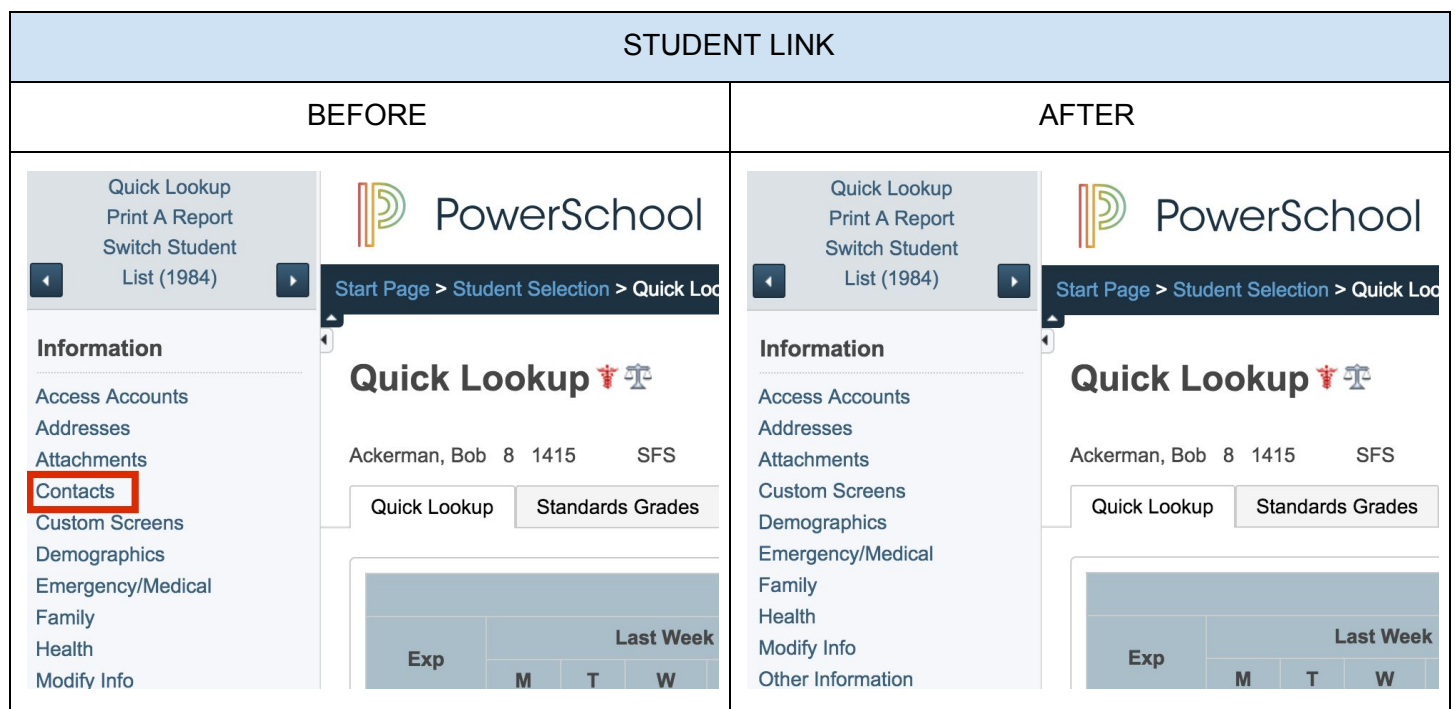 STUDENT LINK
BEFORE
Quick Lookup
Print A Report
Switch Student
List (1984)
Information
Access Accounts
Addresses
Attachments
Contacts
Custom Screens
Demographics
Emergency/Medical
Family
Health
Modify Info
PowerSchool
Start Page > Student Selection > Quick Loo
Quick Lookup
Ackerman, Bob 8 1415 SFS
Quick Lookup Standards Grades
Last Week
Exp
M T W
AFTER
Quick Lookup
Print A Report
Switch Student
List (1984)
Information
Access Accounts
Addresses
Attachments
Custom Screens
Demographics
Emergency/Medical
Family
Health
Modify Info
Other Information
PowerSchool
Start Page > Student Selection > Quick Loo
Quick Lookup
Ackerman, Bob 8 1415 SFS
Quick Lookup Standards Grades
Last Week
Exp
M T W